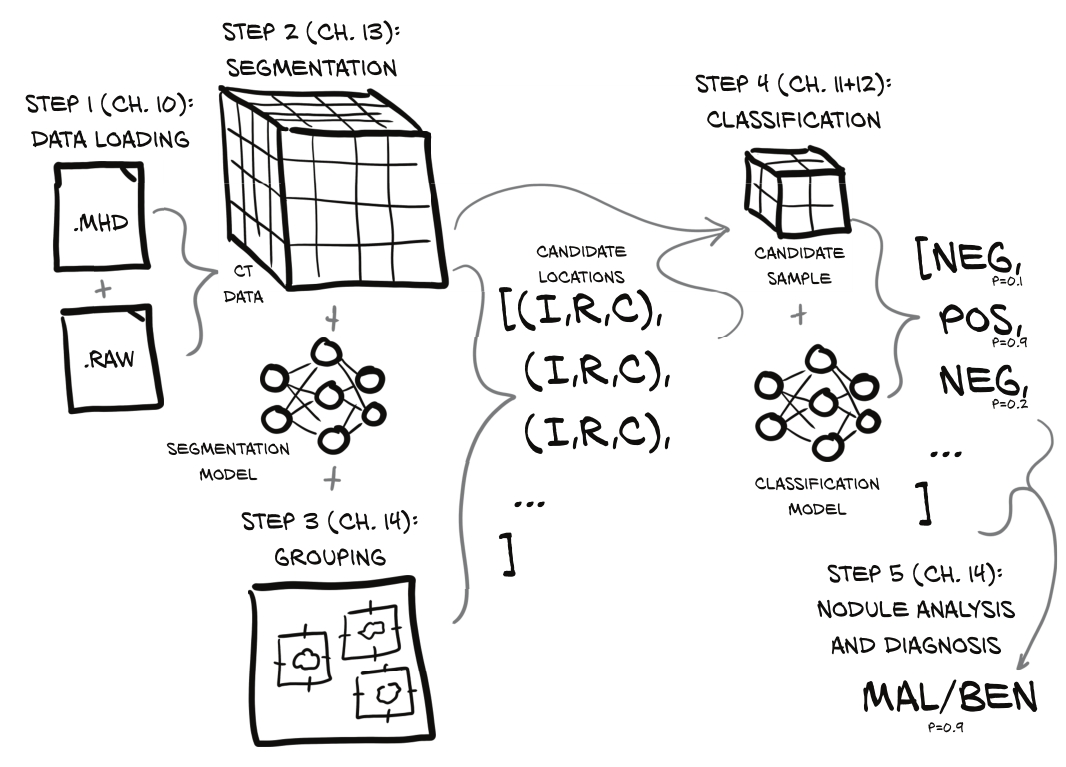 STEP 1 (CH. 10):
DATA LOADING
.MHD
+
.RAW
STEP 2 (CH. 13):
SEGMENTATION
CT
DATA
+
SEGMENTATION
MODEL
+
STEP 3 (CH. 14):
GROUPING
CANDIDATE
LOCATIONS
[(I,R,C),
(I,R,C),
(I,R,C),
...
]
STEP 4 (CH. 11+12):
CLASSIFICATION
CANDIDATE
SAMPLE
+
CLASSIFICATION
MODEL
[NEG,
P=0.1
POS,
P=0.9
NEG,
P=0.2
...
]
STEP 5 (CH. 14):
NODULE ANALYSIS
AND DIAGNOSIS
MAL/BEN
P=0.9